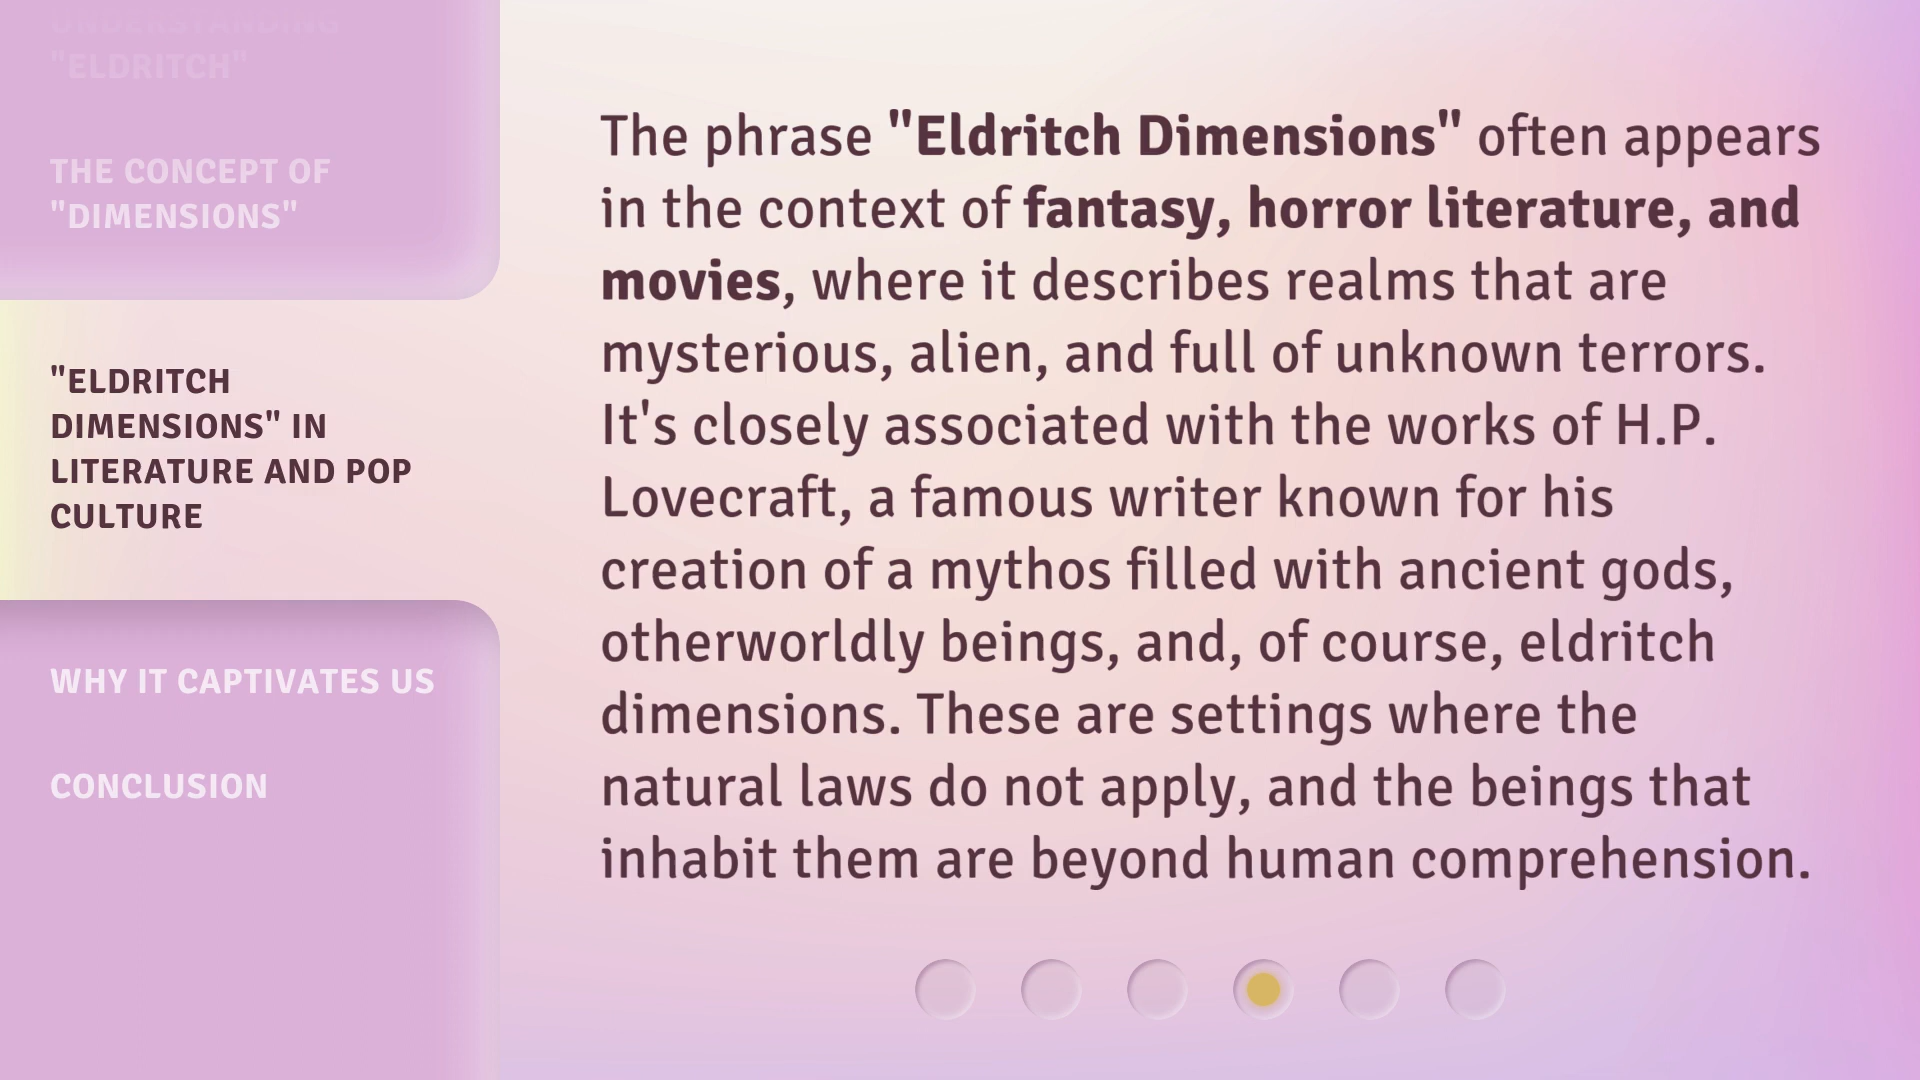 UNDERSTANDING
"ELDRITCH"
THE CONCEPT OF
"DIMENSIONS"
"ELDRITCH
DIMENSIONS" IN
LITERATURE AND POP
CULTURE
WHY IT CAPTIVATES US
CONCLUSION
The phrase "Eldritch Dimensions" often appears
in the context of fantasy, horror literature, and
movies, where it describes realms that are
mysterious, alien, and full of unknown terrors.
It's closely associated with the works of H.P.
Lovecraft, a famous writer known for his
creation of a mythos filled with ancient gods,
otherworldly beings, and, of course, eldritch
dimensions. These are settings where the
natural laws do not apply, and the beings that
inhabit them are beyond human comprehension.